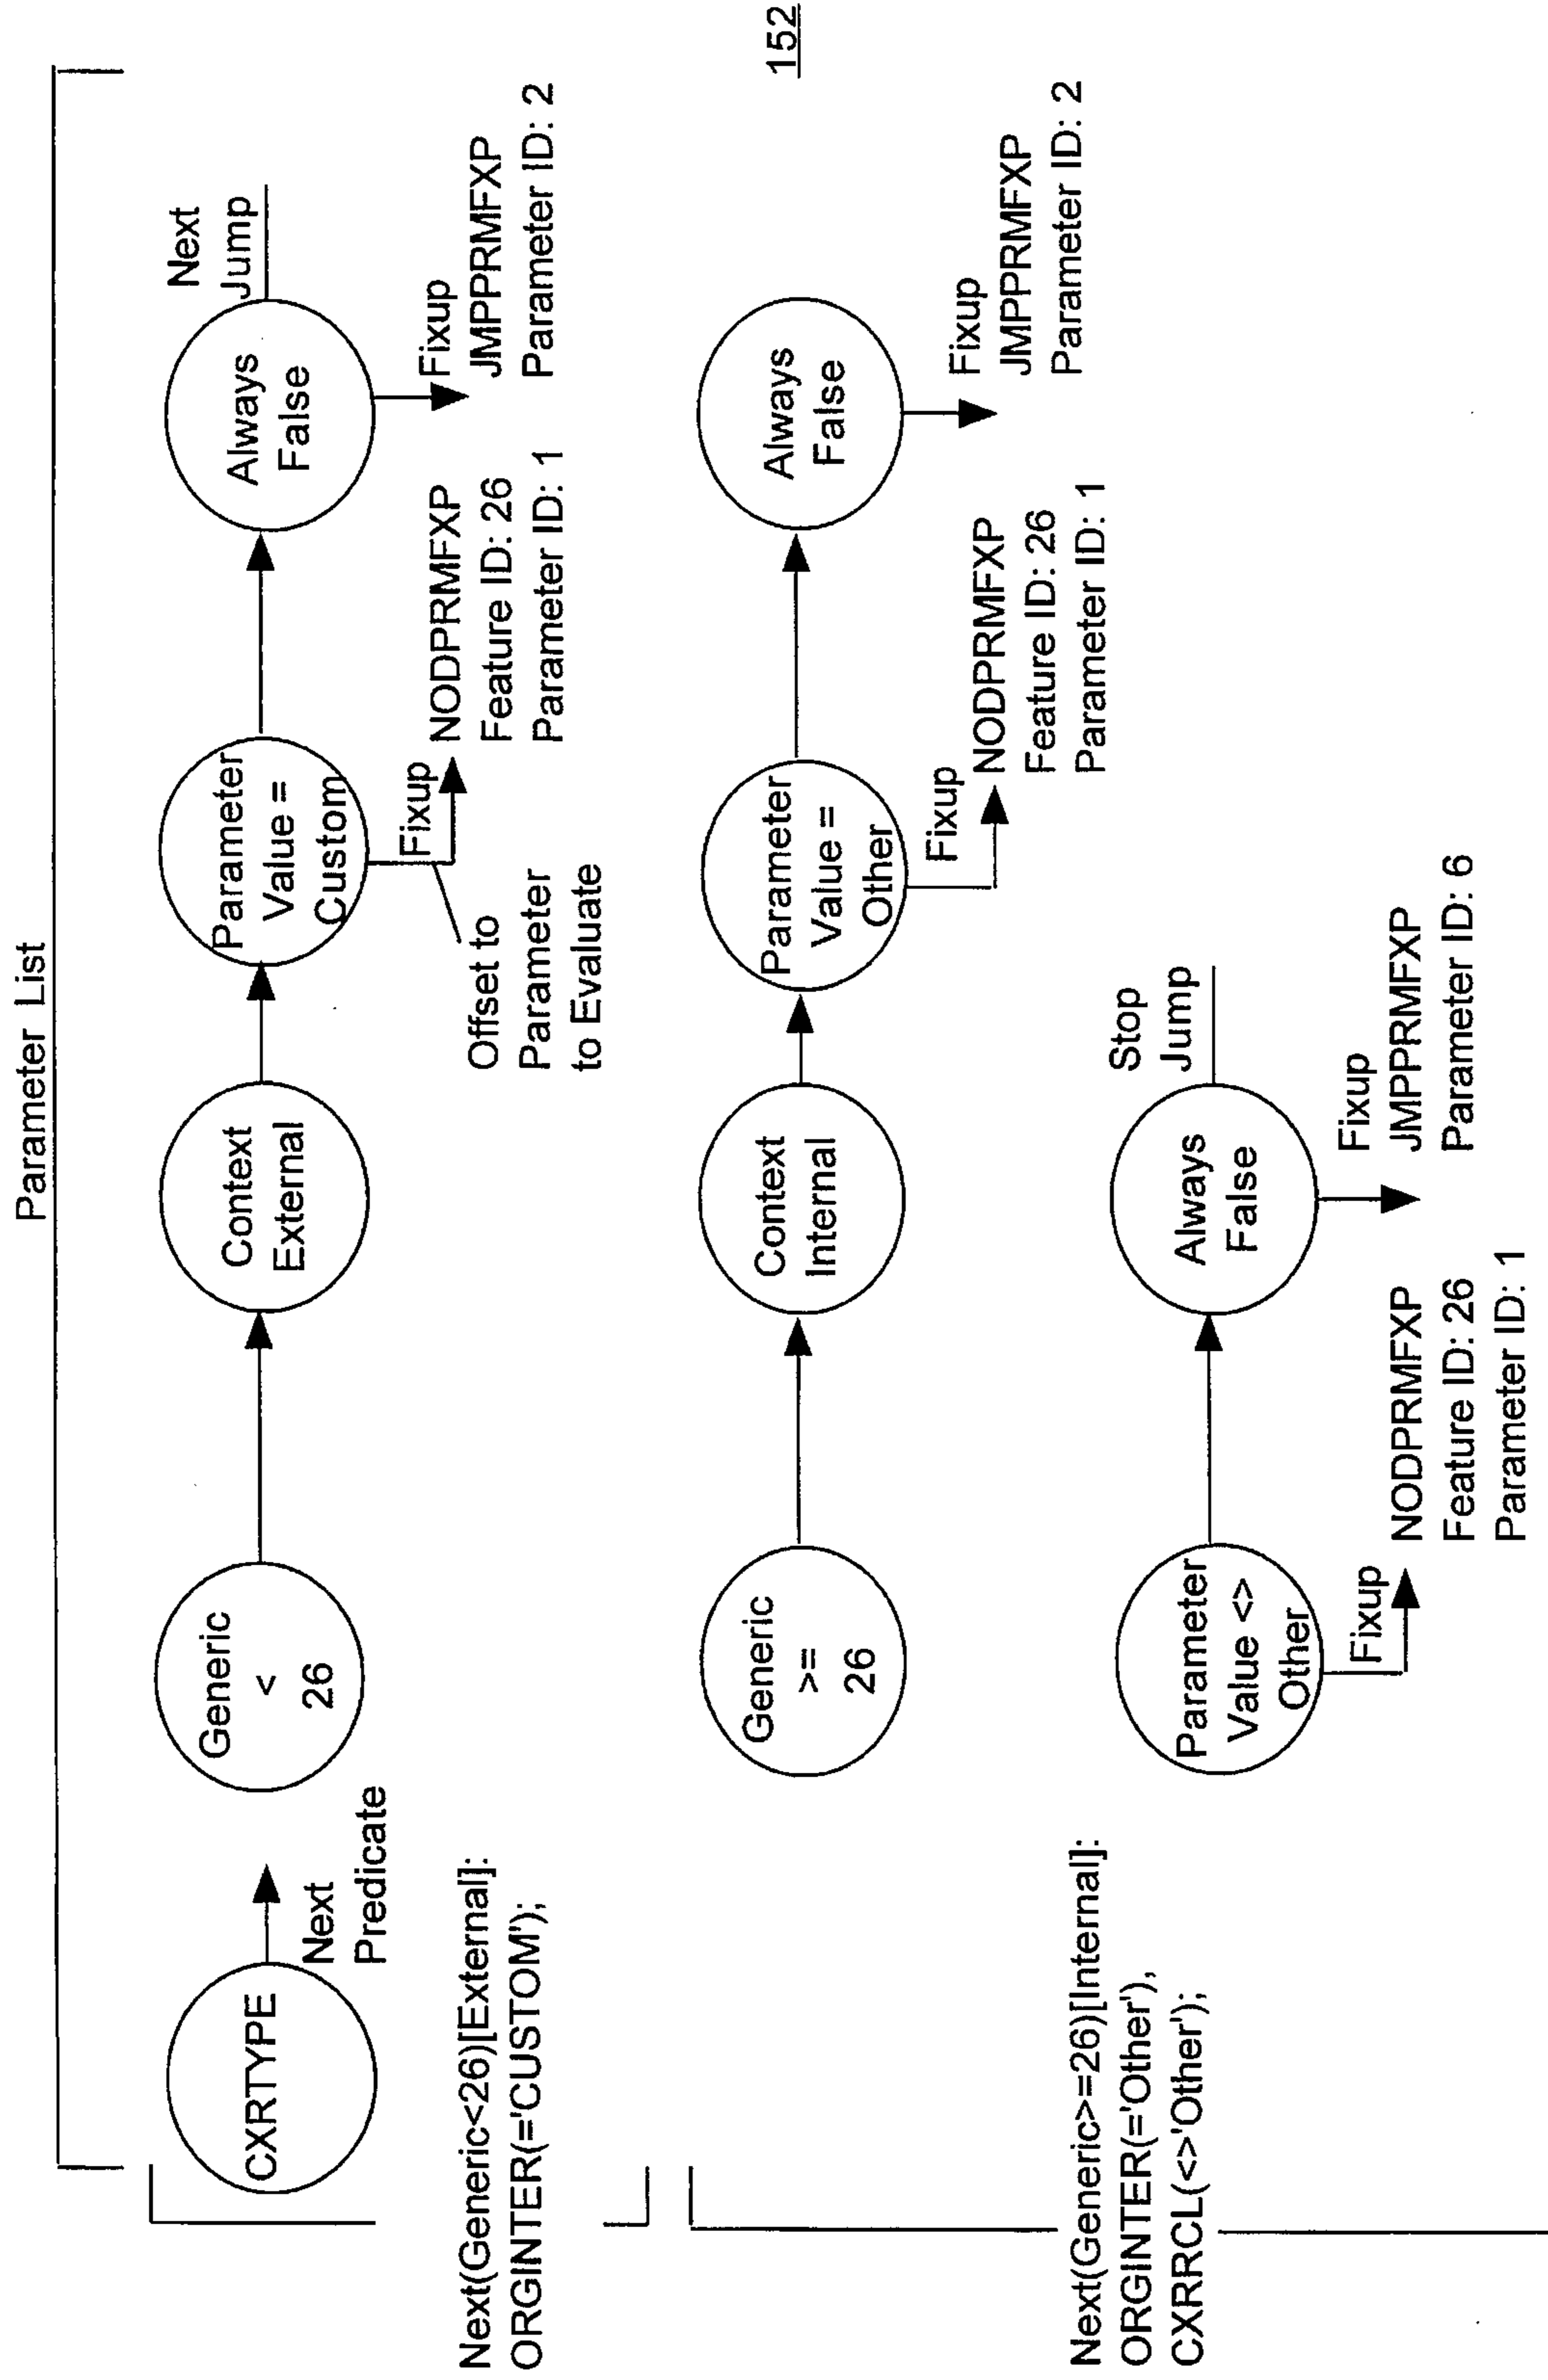 Parameter List
CXRTYPE
Next
Predicate
Generic
<
26
Context
External
Parameter
Value =
Custom
Always
False
Next
Jump
Fixup
NODPRMFXP
Feature ID: 26
Parameter ID: 1
Offset to
Parameter
to Evaluate
Fixup
JMPPRMFXP
Parameter ID: 2
Next(Generic<26)[External]:
ORGINTER(='CUSTOM');
152
Generic
>=
26
Context
Internal
Parameter
Value =
Other
Always
False
Fixup
NODPRMFXP
Feature ID: 26
Parameter ID: 1
Fixup
JMPPRMFXP
Parameter ID: 2
Next(Generic>=26)[Internal]:
ORGINTER(='Other'),
CXRRCL(<>'Other');
Parameter
Value <>
Other
Always
False
Stop
Jump
Fixup
NODPRMFXP
Feature ID: 26
Parameter ID: 1
Fixup
JMPPRMFXP
Parameter ID: 6